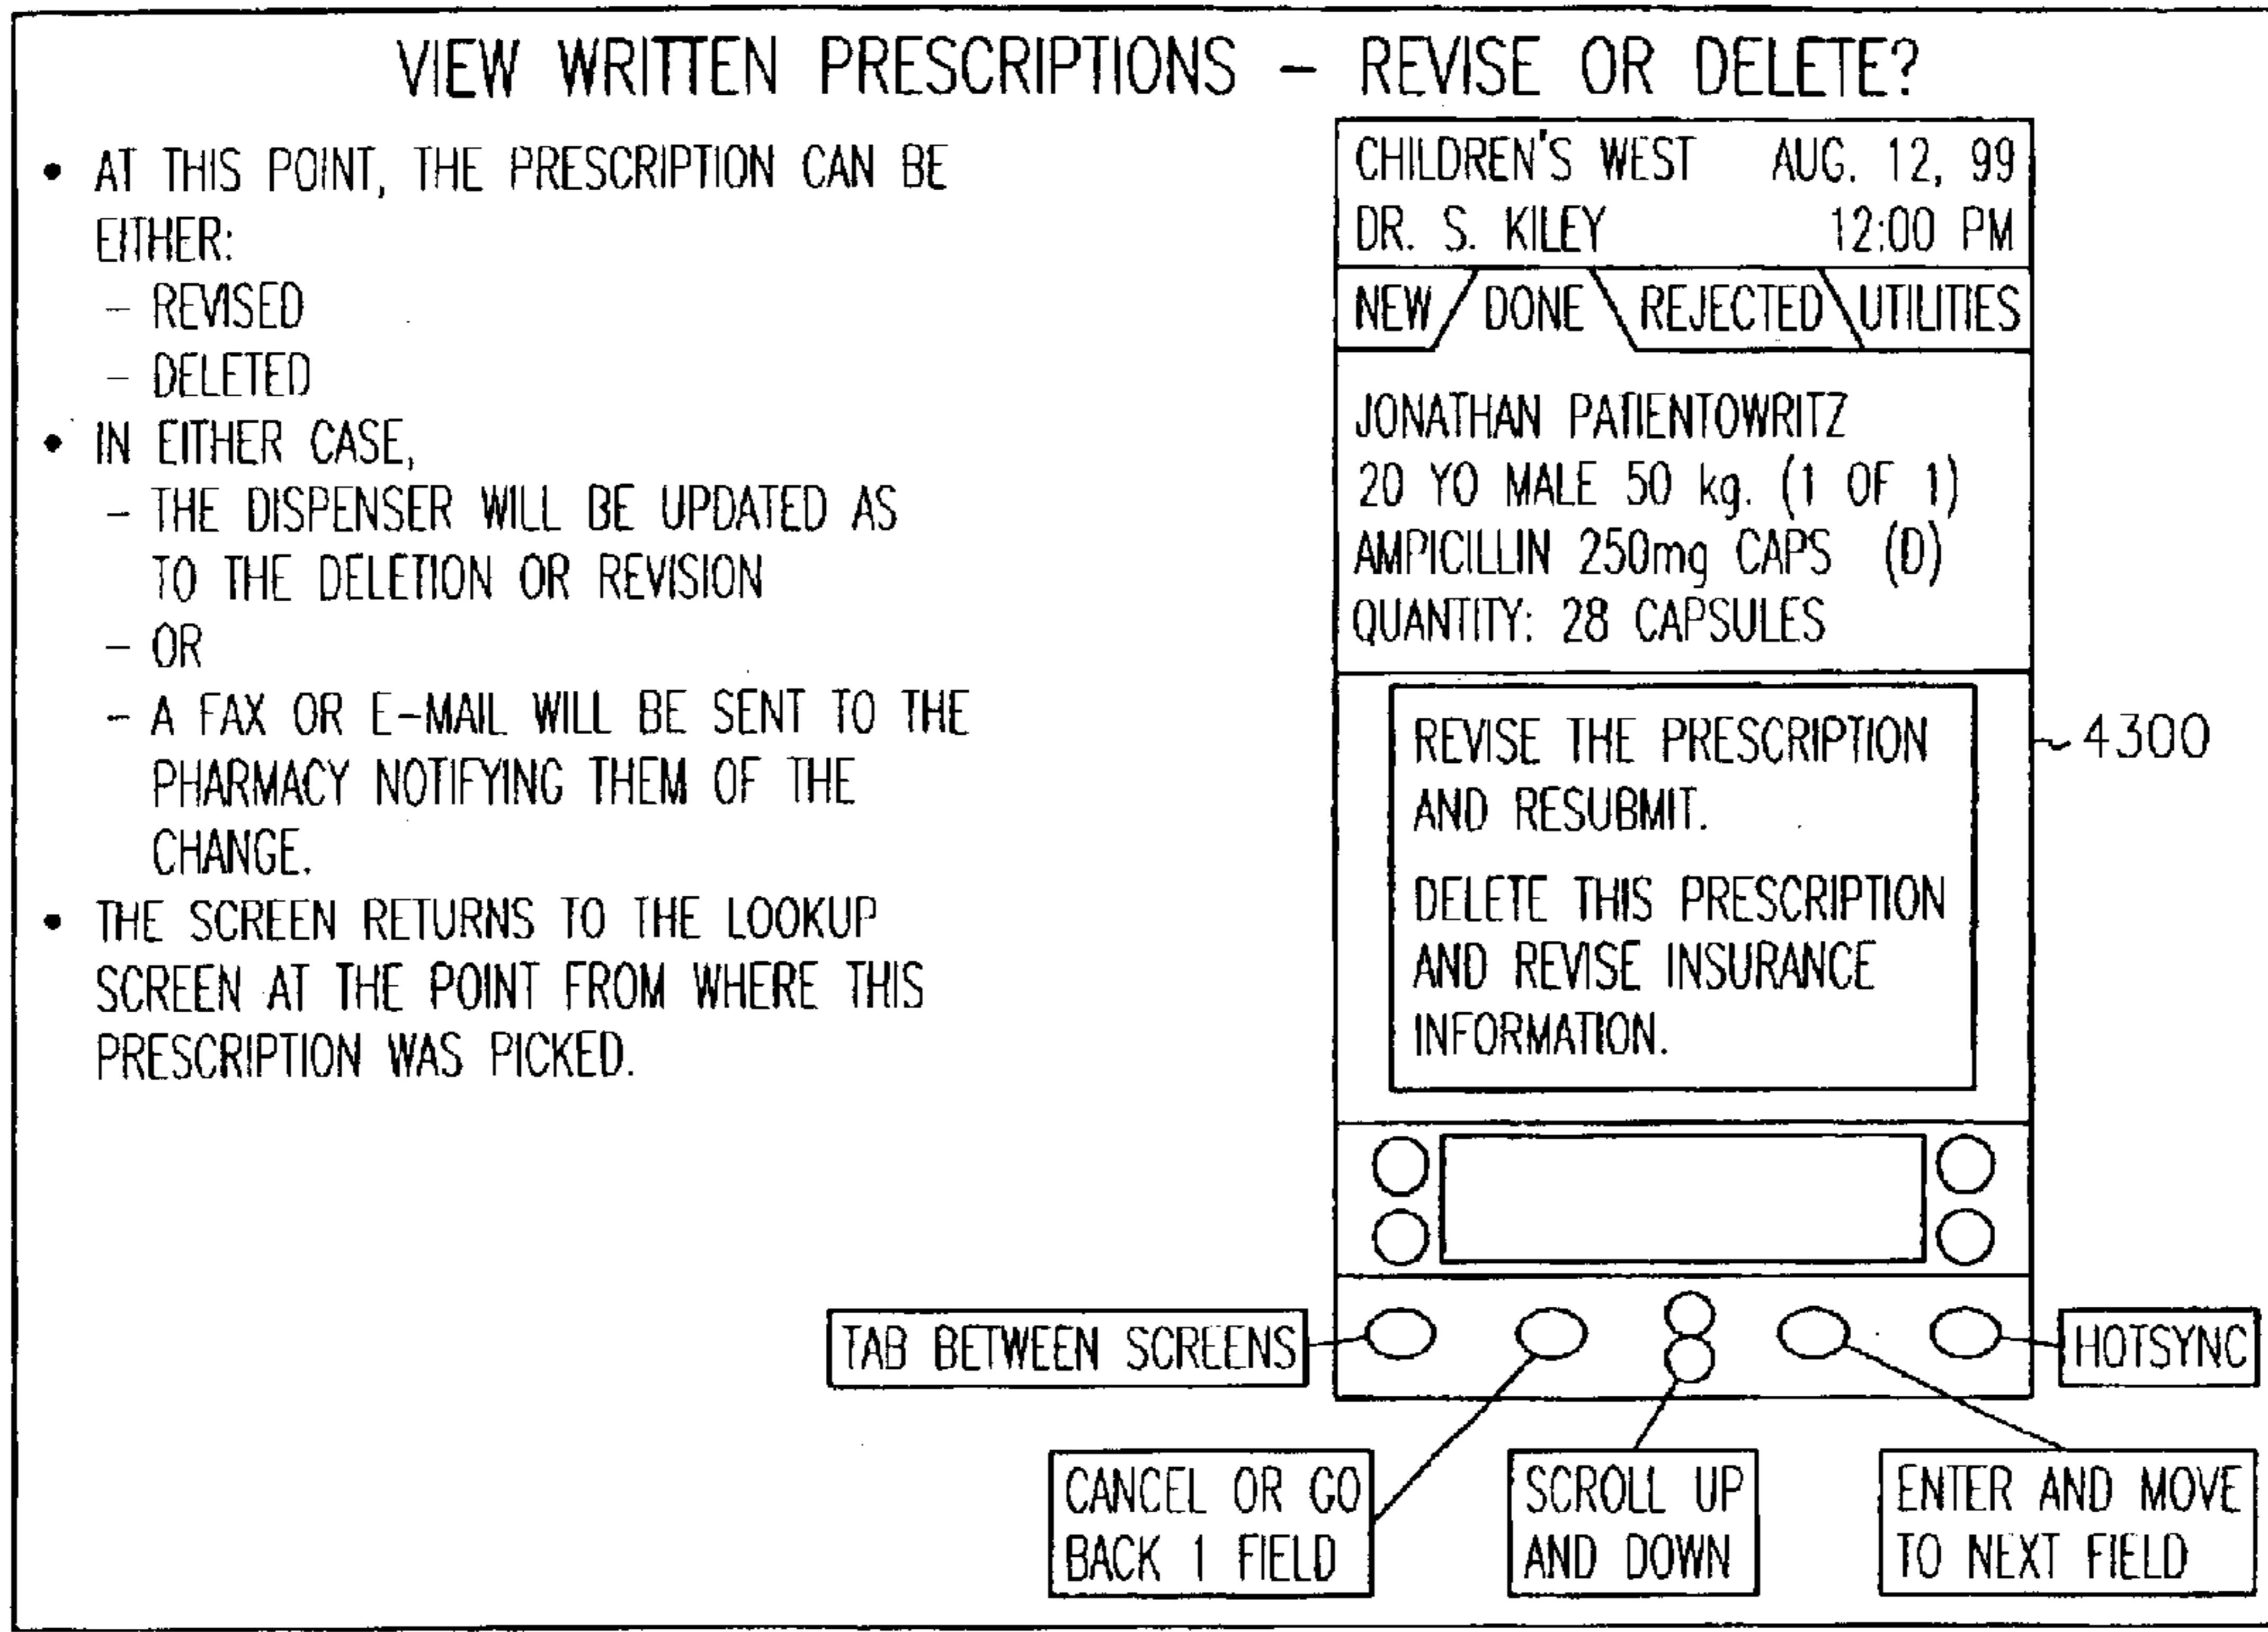 VIEW WRITTEN PRESCRIPTIONS – REVISE OR DELETE?
• AT THIS POINT, THE PRESCRIPTION CAN BE
EITHER:
– REVISED
– DELETED
• IN EITHER CASE,
– THE DISPENSER WILL BE UPDATED AS
TO THE DELETION OR REVISION
– OR
– A FAX OR E-MAIL WILL BE SENT TO THE
PHARMACY NOTIFYING THEM OF THE
CHANGE.
• THE SCREEN RETURNS TO THE LOOKUP
SCREEN AT THE POINT FROM WHERE THIS
PRESCRIPTION WAS PICKED.
CHILDREN'S WEST AUG. 12, 99
DR. S. KILEY 12:00 PM
NEW DONE REJECTED UTILITIES
JONATHAN PATIENTOWRITZ
20 YO MALE 50 kg. (1 OF 1)
AMPICILLIN 250mg CAPS (D)
QUANTITY: 28 CAPSULES
REVISE THE PRESCRIPTION
AND RESUBMIT.
DELETE THIS PRESCRIPTION
AND REVISE INSURANCE
INFORMATION.
4300
TAB BETWEEN SCREENS
HOTSYNC
CANCEL OR GO
BACK 1 FIELD
SCROLL UP
AND DOWN
ENTER AND MOVE
TO NEXT FIELD